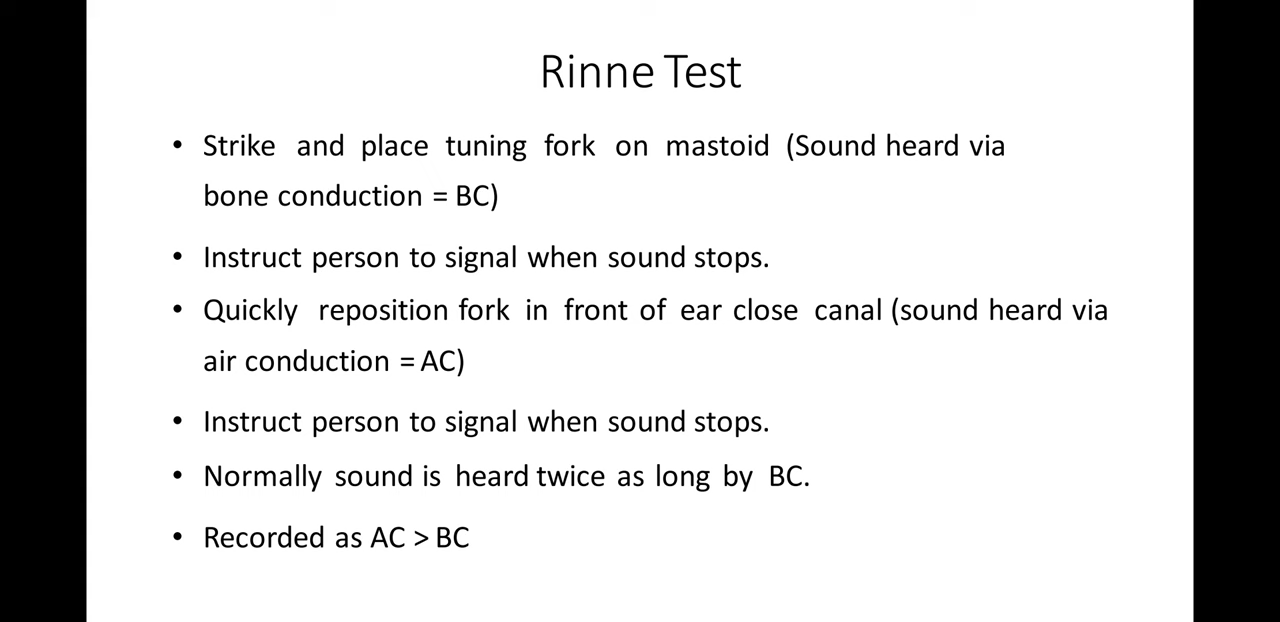 Rinne Test
• Strike and place tuning fork on mastoid (Sound heard via
bone conduction = BC)
• Instruct person to signal when sound stops.
• Quickly reposition fork in front of ear close canal (sound heard via
air conduction = AC)
• Instruct person to signal when sound stops.
• Normally sound is heard twice as long by BC.
• Recorded as AC > BC